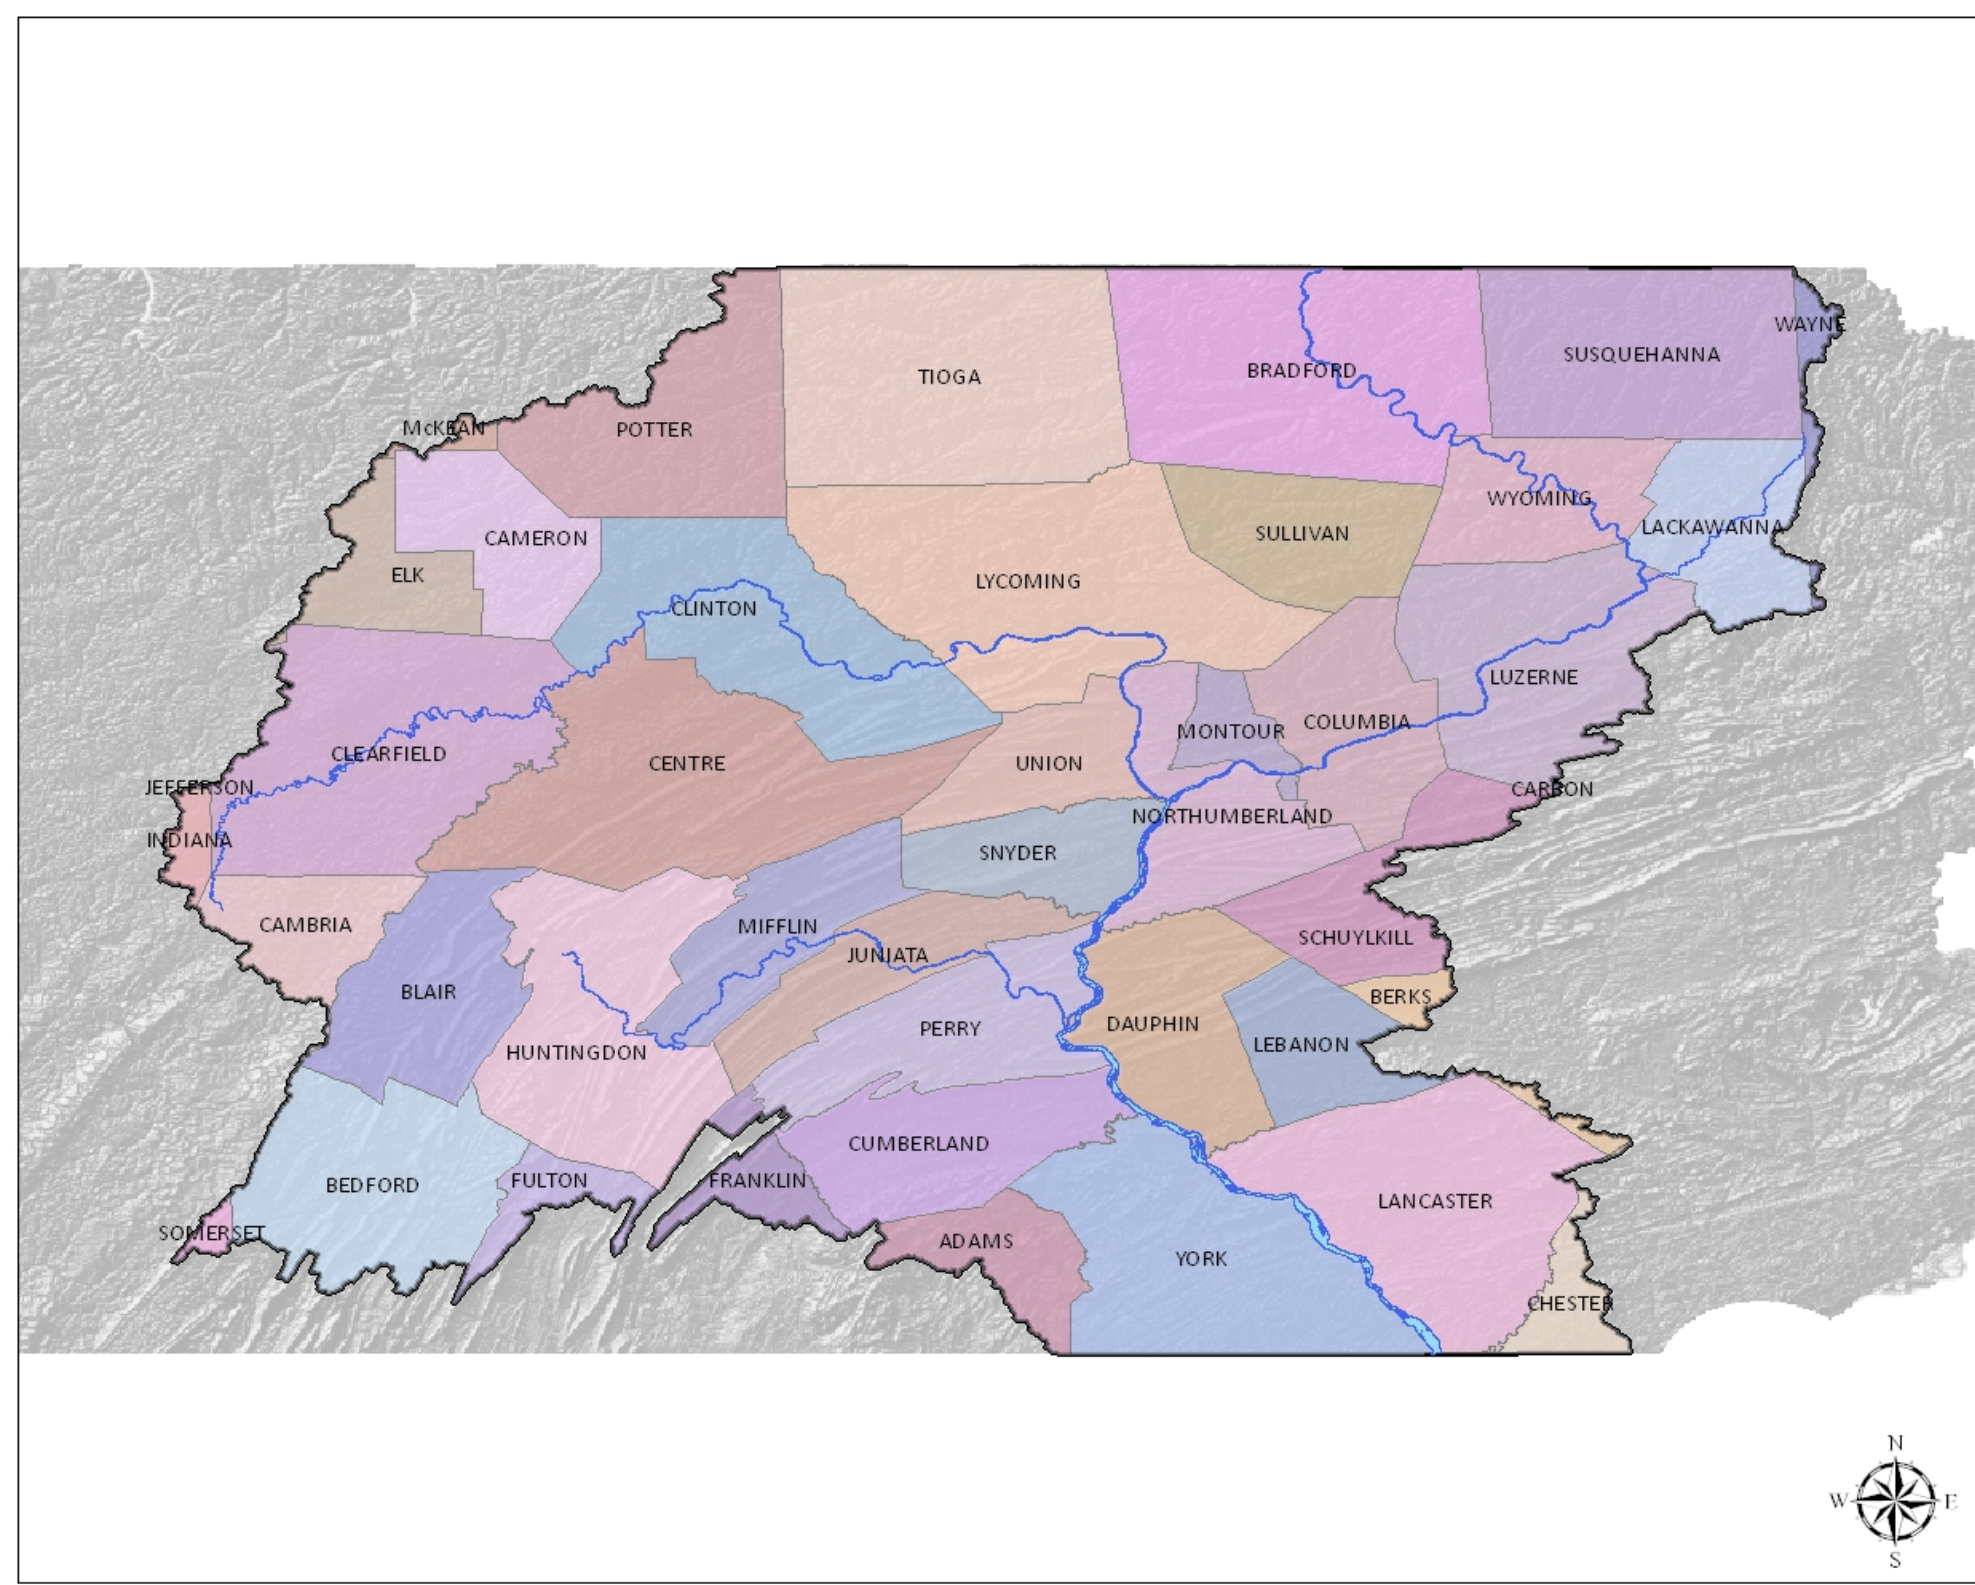 WAYNE
SUSQUEHANNA
BRADFORD
TIOGA
McKEAN
POTTER
WYOMING
LACKAWANNA
SULLIVAN
CAMERON
ELK
LYCOMING
CLINTON
LUZERNE
COLUMBIA
MONTOUR
CLEARFIELD
CENTRE
UNION
JEFFERSON
CARBON
NORTHUMBERLAND
INDIANA
SNYDER
CAMBRIA
MIFFLIN
SCHUYLKILL
JUNIATA
BLAIR
BERKS
PERRY
DAUPHIN
LEBANON
HUNTINGDON
CUMBERLAND
BEDFORD
FULTON
FRANKLIN
LANCASTER
SOMERSET
ADAMS
YORK
CHESTER
N
W E
S